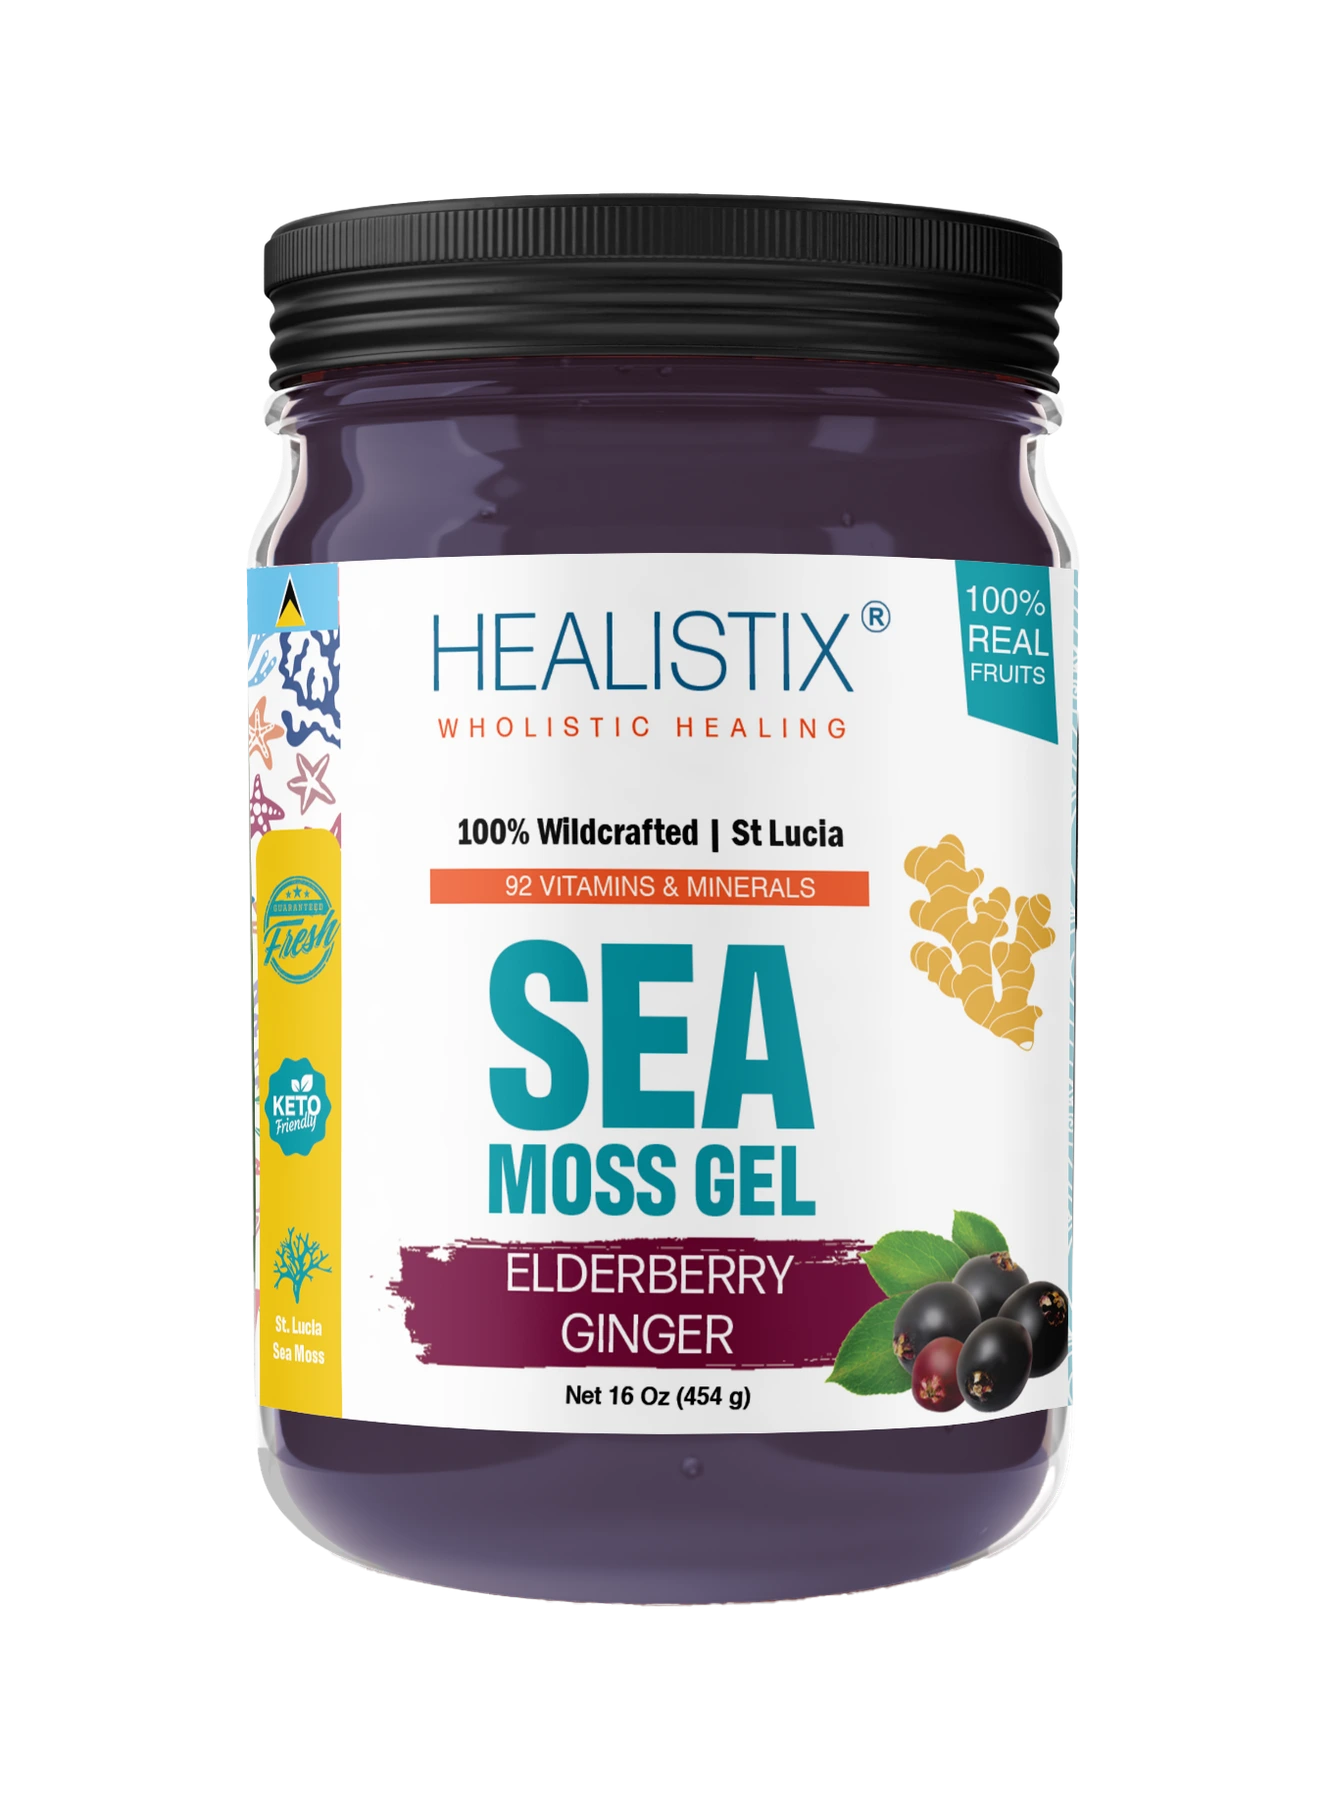 HEALISTIX®
WHOLISTIC HEALING
100%
REAL
FRUITS
100% Wildcrafted | St Lucia
92 VITAMINS & MINERALS
SEA
MOSS GEL
ELDERBERRY
GINGER
Net 16 Oz (454 g)
GUARANTEED
Fresh
KETO
Friendly
St. Lucia
Sea Moss